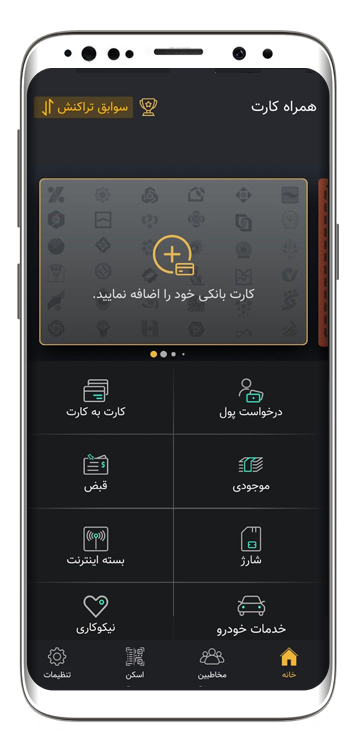 همراه کارت
سوابق تراکنش
کارت بانکی خود را اضافه نمایید.
درخواست پول
کارت به کارت
موجودی
قبض
شارژ
بسته اینترنت
خدمات خودرو
نیکوکاری
خانه
مخاطبین
اسکن
تنظیمات